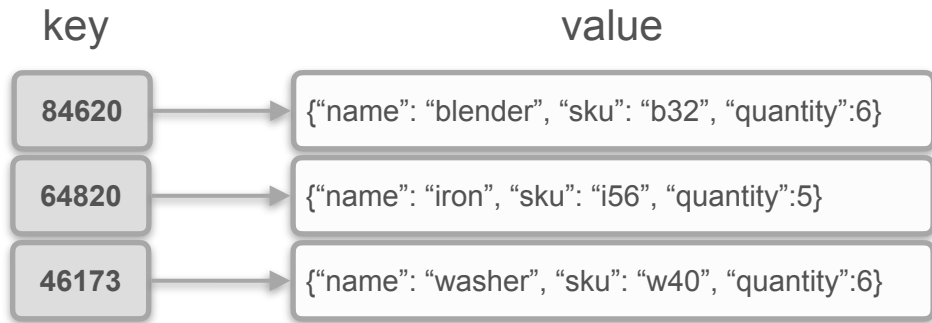 key value
84620 {“name”: “blender”, “sku”: “b32”, “quantity”:6}
64820 {“name”: “iron”, “sku”: “i56”, “quantity”:5}
46173 {“name”: “washer”, “sku”: “w40”, “quantity”:6}